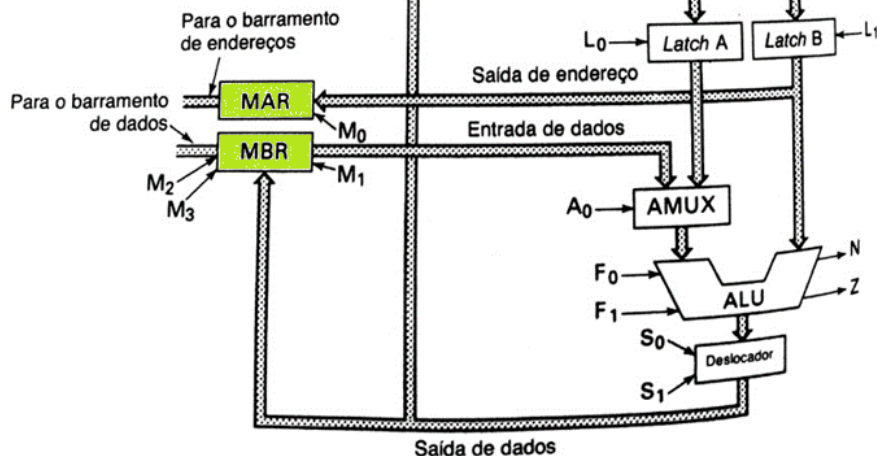 Para o barramento
de endereços
L0
Latch A
Latch B
L1
Saída de endereço
MAR
Para o barramento
de dados
M0
Entrada de dados
MBR
M2
M1
M3
A0
AMUX
N
F0
ALU
Z
F1
S0
Deslocador
S1
Saída de dados